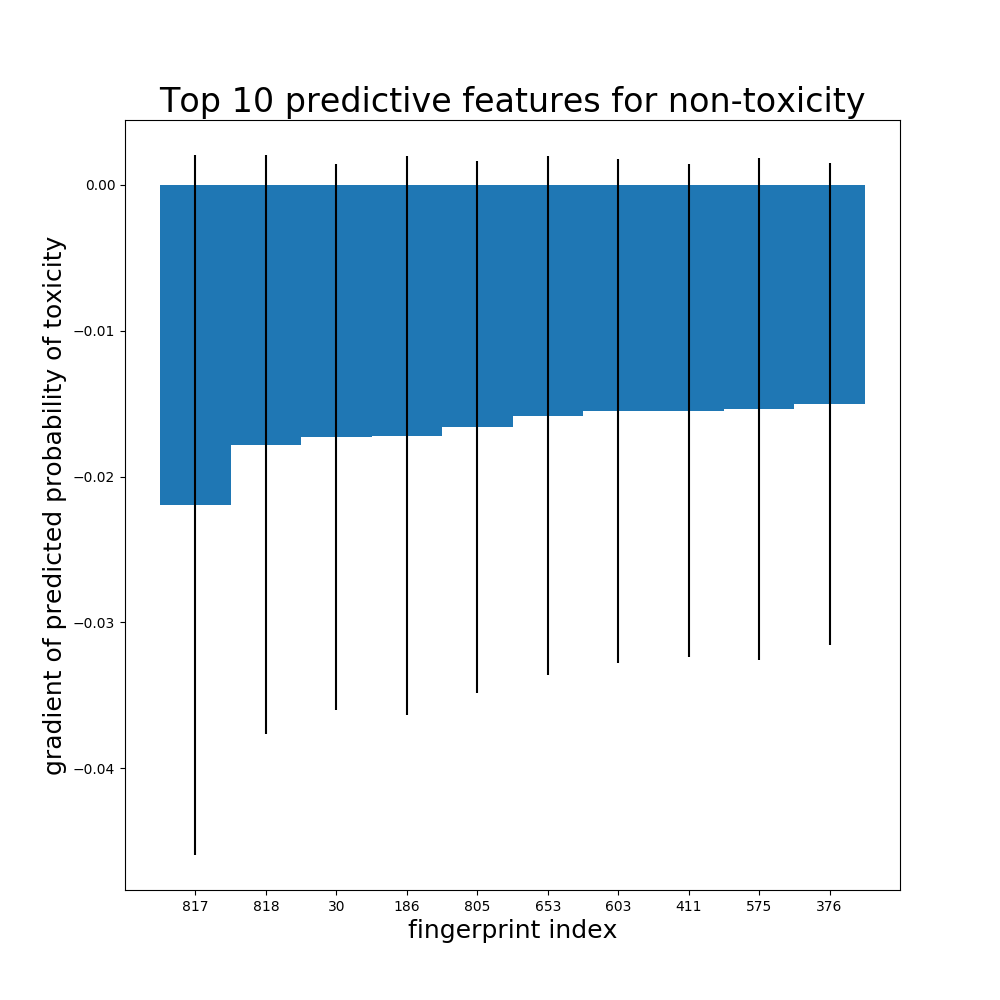 Top 10 predictive features for non-toxicity
gradient of predicted probability of toxicity
0.00
−0.01
−0.02
−0.03
−0.04
817 818 30 186 805 653 603 411 575 376
fingerprint index